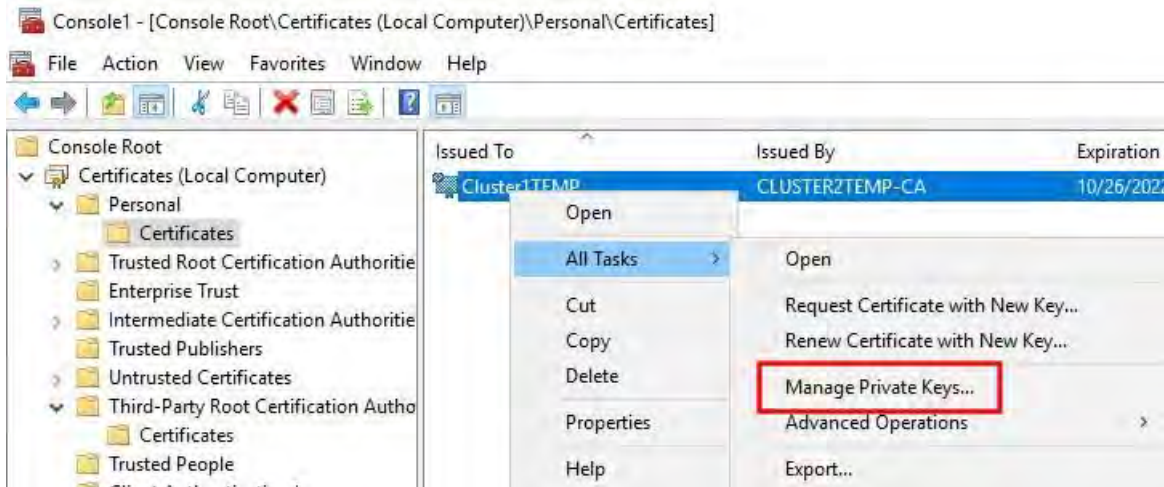 Console1 - [Console Root\Certificates (Local Computer)\Personal\Certificates]
File Action View Favorites Window Help
Console Root
Certificates (Local Computer)
Personal
Certificates
Trusted Root Certification Authoritie
Enterprise Trust
Intermediate Certification Authoritie
Trusted Publishers
Untrusted Certificates
Third-Party Root Certification Autho
Certificates
Trusted People
Issued To Issued By Expiration
Cluster1TEMP CLUSTER2TEMP-CA 10/26/2022
Open
All Tasks
Cut
Copy
Delete
Properties
Help
Open
Request Certificate with New Key...
Renew Certificate with New Key...
Manage Private Keys...
Advanced Operations
Export...